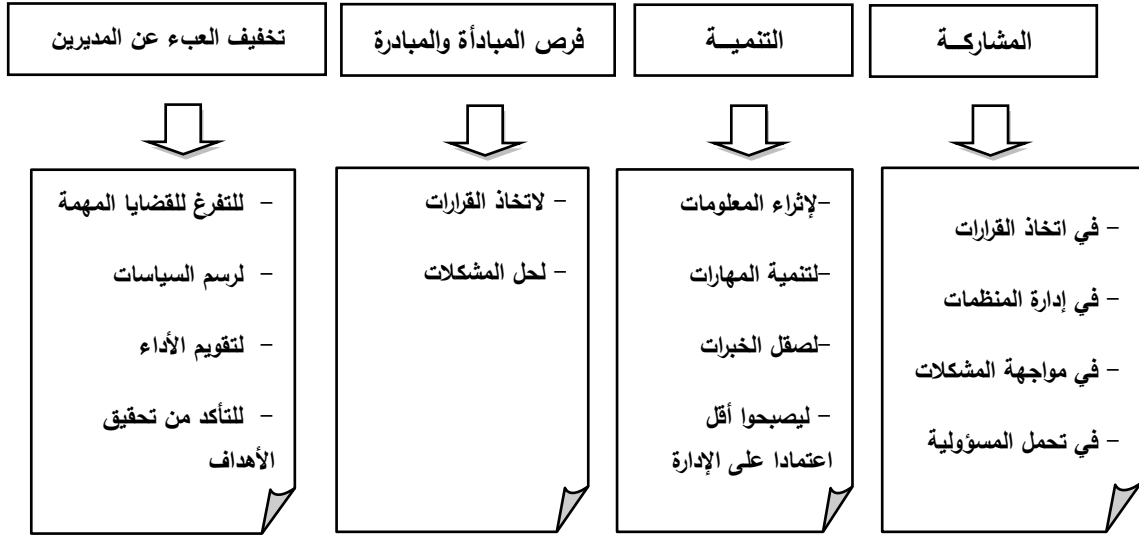 المشاركــة
- في اتخاذ القرارات
- في إدارة المنظمات
- في مواجهة المشكلات
- في تحمل المسؤولية
التنميــة
-لإثراء المعلومات
-لتنمية المهارات
-لصقل الخبرات
- ليصبحوا أقل
اعتمادا على الإدارة
فرص المبادأة والمبادرة
- لاتخاذ القرارات
- لحل المشكلات
تخفيف العبء عن المديرين
- للتفرغ للقضايا المهمة
- لرسم السياسات
- لتقويم الأداء
- للتأكد من تحقيق
الأهداف